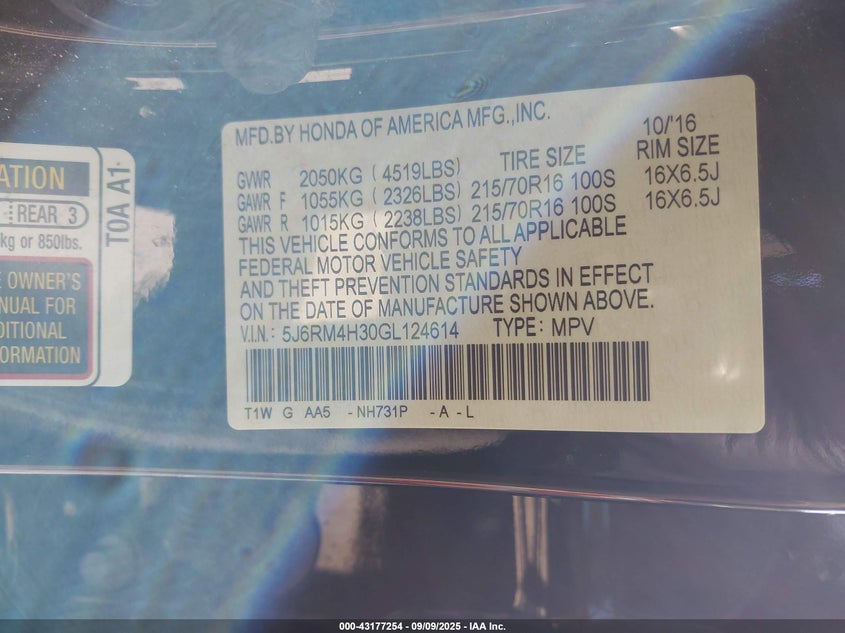 ATION
REAR 3
kg or 850lbs.
E OWNER'S
NUAL FOR
DITIONAL
FORMATION
T0A A1
MFD.BY HONDA OF AMERICA MFG.,INC. 10/'16
TIRE SIZE RIM SIZE
GVWR 2050KG ( 4519LBS)
GAWR F 1055KG ( 2326LBS) 215/70R16 100S 16X6.5J
GAWR R 1015KG ( 2238LBS) 215/70R16 100S 16X6.5J
THIS VEHICLE CONFORMS TO ALL APPLICABLE
FEDERAL MOTOR VEHICLE SAFETY
AND THEFT PREVENTION STANDARDS IN EFFECT
ON THE DATE OF MANUFACTURE SHOWN ABOVE.
V.I.N: 5J6RM4H30GL124614 TYPE: MPV
T1W G AA5 -NH731P -A -L
000-43177254 - 09/09/2025 - IAA Inc.